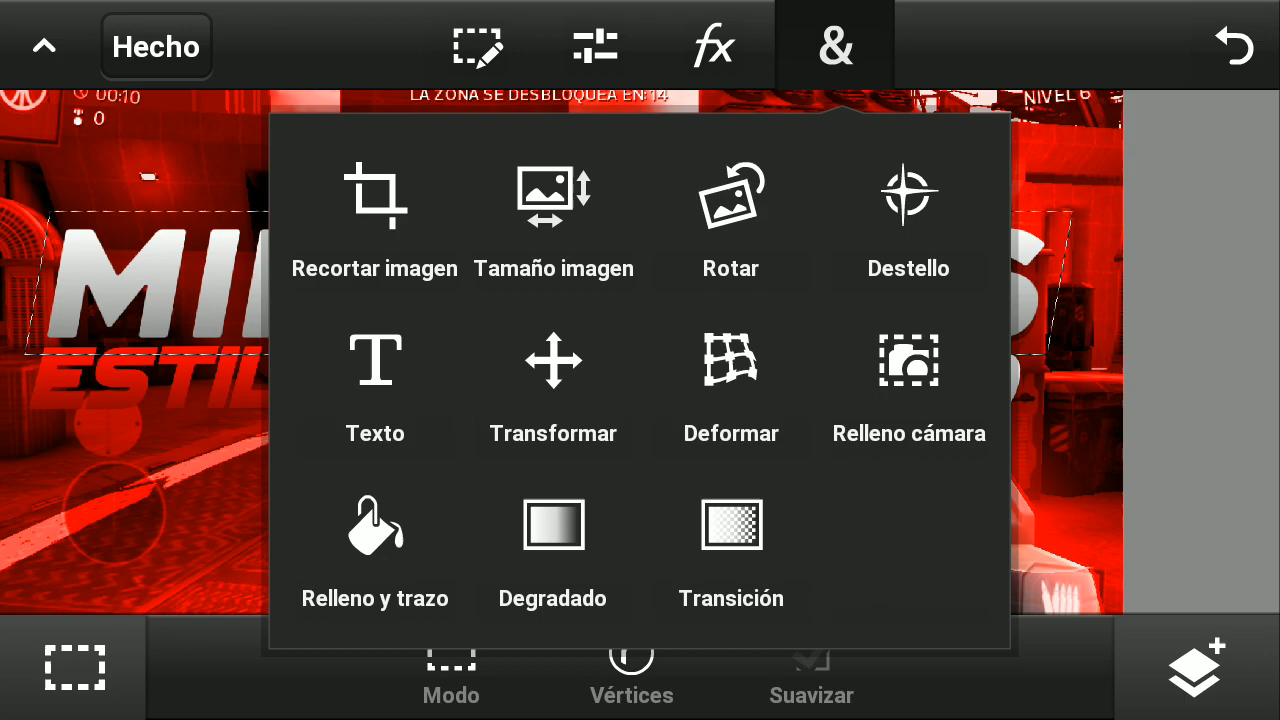 Hecho
fx
&
00:10
LA ZONA SE DESBLOQUEA EN:14
NIVEL 6
0
Recortar imagen
Tamaño imagen
Rotar
Destello
T
Texto
Transformar
Deformar
Relleno cámara
Relleno y trazo
Degradado
Transición
Modo
Vértices
Suavizar